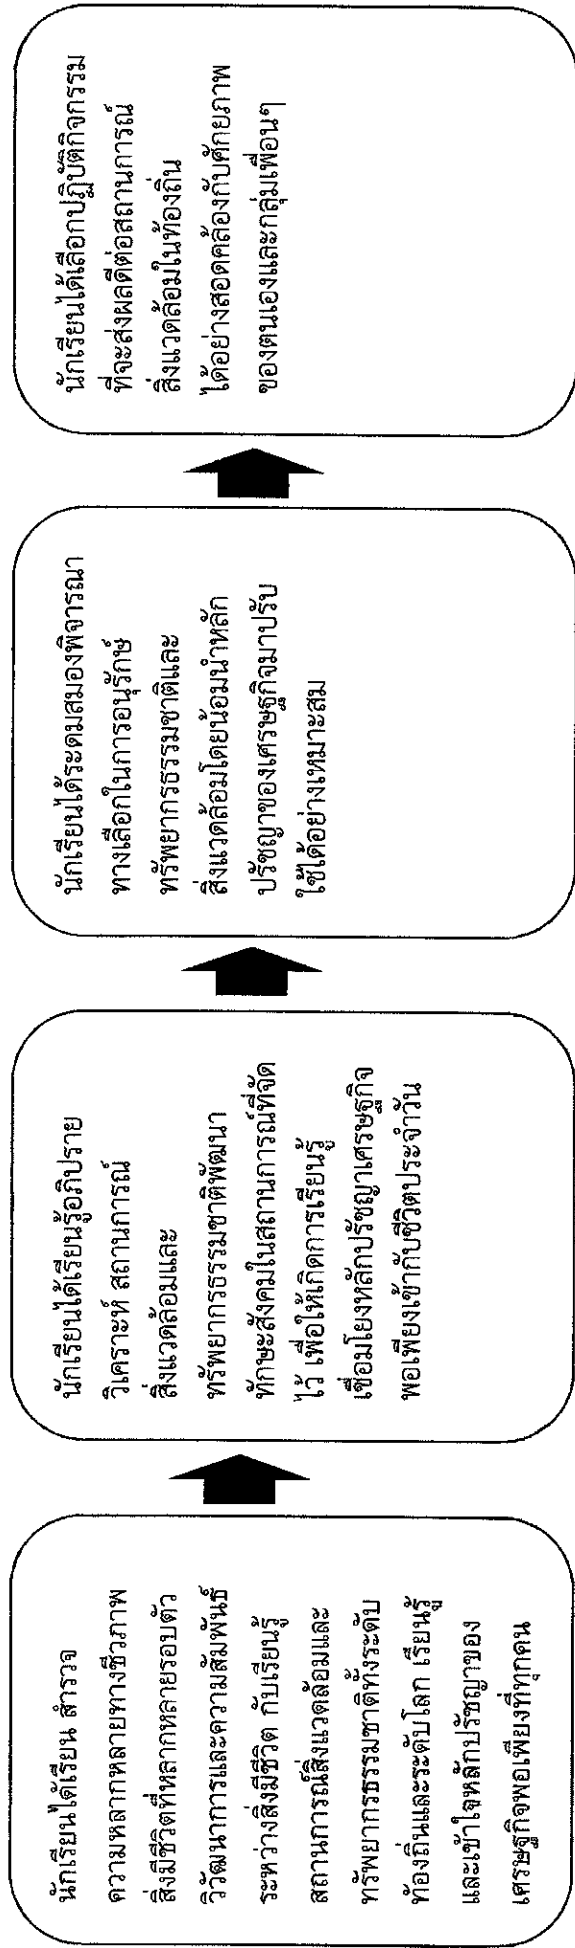 นักเรียนได้เรียน สำรวจ
ความหลากหลายทางชีวภาพ
สิ่งมีชีวิตที่หลากหลายรอบตัว
วิวัฒนาการและความสัมพันธ์
ระหว่างสิ่งมีชีวิต กับเรียนรู้
สถานการณ์สิ่งแวดล้อมและ
ทรัพยากรธรรมชาติทั้งระดับ
ท้องถิ่นและระดับโลก เรียนรู้
และเข้าใจหลักปรัชญาของ
เศรษฐกิจพอเพียงที่ทุกคน
นักเรียนได้เรียนรู้อภิปราย
วิเคราะห์ สถานการณ์
สิ่งแวดล้อมและ
ทรัพยากรธรรมชาติพัฒนา
ทักษะสังคมในสถานการณ์ที่จัด
ไว้ เพื่อให้เกิดการเรียนรู้
เชื่อมโยงหลักปรัชญาเศรษฐกิจ
พอเพียงเข้ากับชีวิตประจำวัน
นักเรียนได้ระดมสมองพิจารณา
ทางเลือกในการอนุรักษ์
ทรัพยากรธรรมชาติและ
สิ่งแวดล้อมโดยน้อมนำหลัก
ปรัชญาของเศรษฐกิจมาปรับ
ใช้ได้อย่างเหมาะสม
นักเรียนได้เลือกปฏิบัติกิจกรรม
ที่จะส่งผลดีต่อสถานการณ์
สิ่งแวดล้อมในท้องถิ่น
ได้อย่างสอดคล้องกับศักยภาพ
ของตนเองและกลุ่มเพื่อนๆ